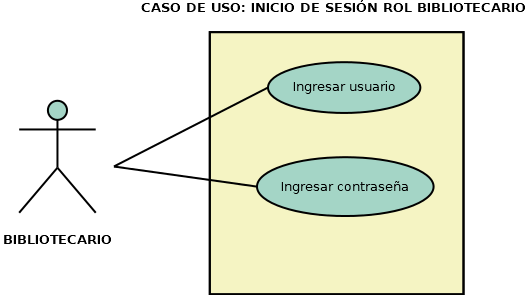 CASO DE USO: INICIO DE SESIÓN ROL BIBLIOTECARIO
Ingresar usuario
Ingresar contraseña
BIBLIOTECARIO